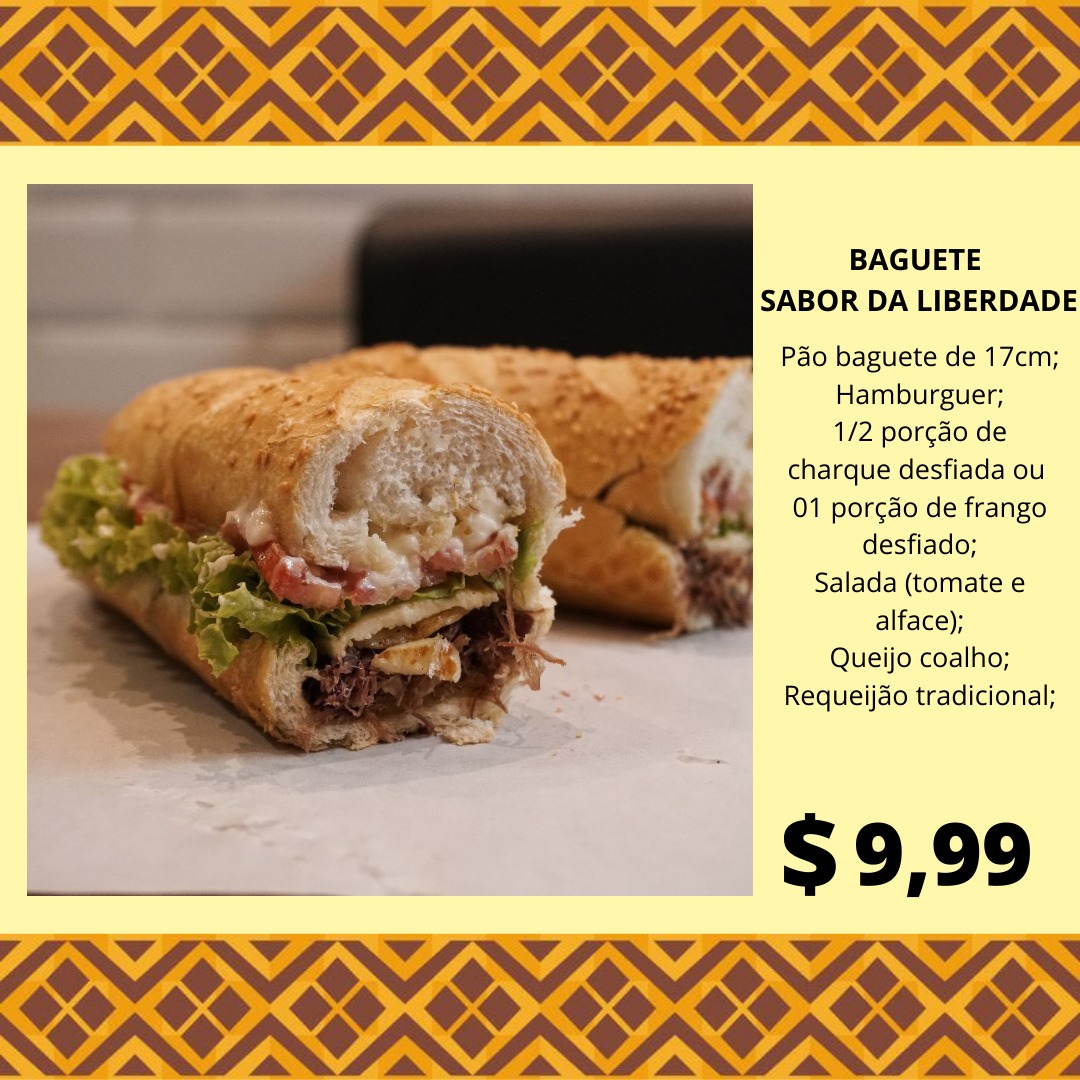 BAGUETE
SABOR DA LIBERDADE
Pão baguete de 17cm;
Hamburguer;
1/2 porção de
charque desfiada ou
01 porção de frango
desfiado;
Salada (tomate e
alface);
Queijo coalho;
Requeijão tradicional;
$ 9,99